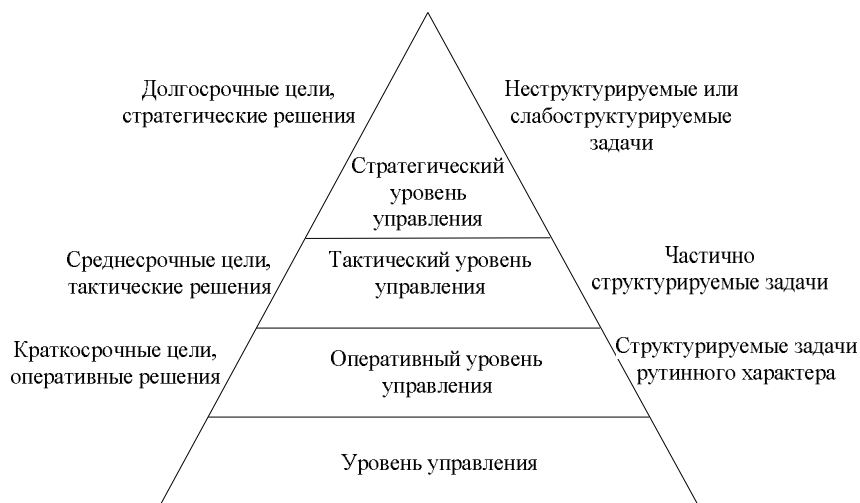 Долгосрочные цели,
стратегические решения
Неструктурируемые или
слабоструктурируемые
задачи
Стратегический
уровень
управления
Среднесрочные цели,
тактические решения
Тактический уровень
управления
Частично
структурируемые задачи
Краткосрочные цели,
оперативные решения
Оперативный уровень
управления
Структурируемые задачи
рутинного характера
Уровень управления